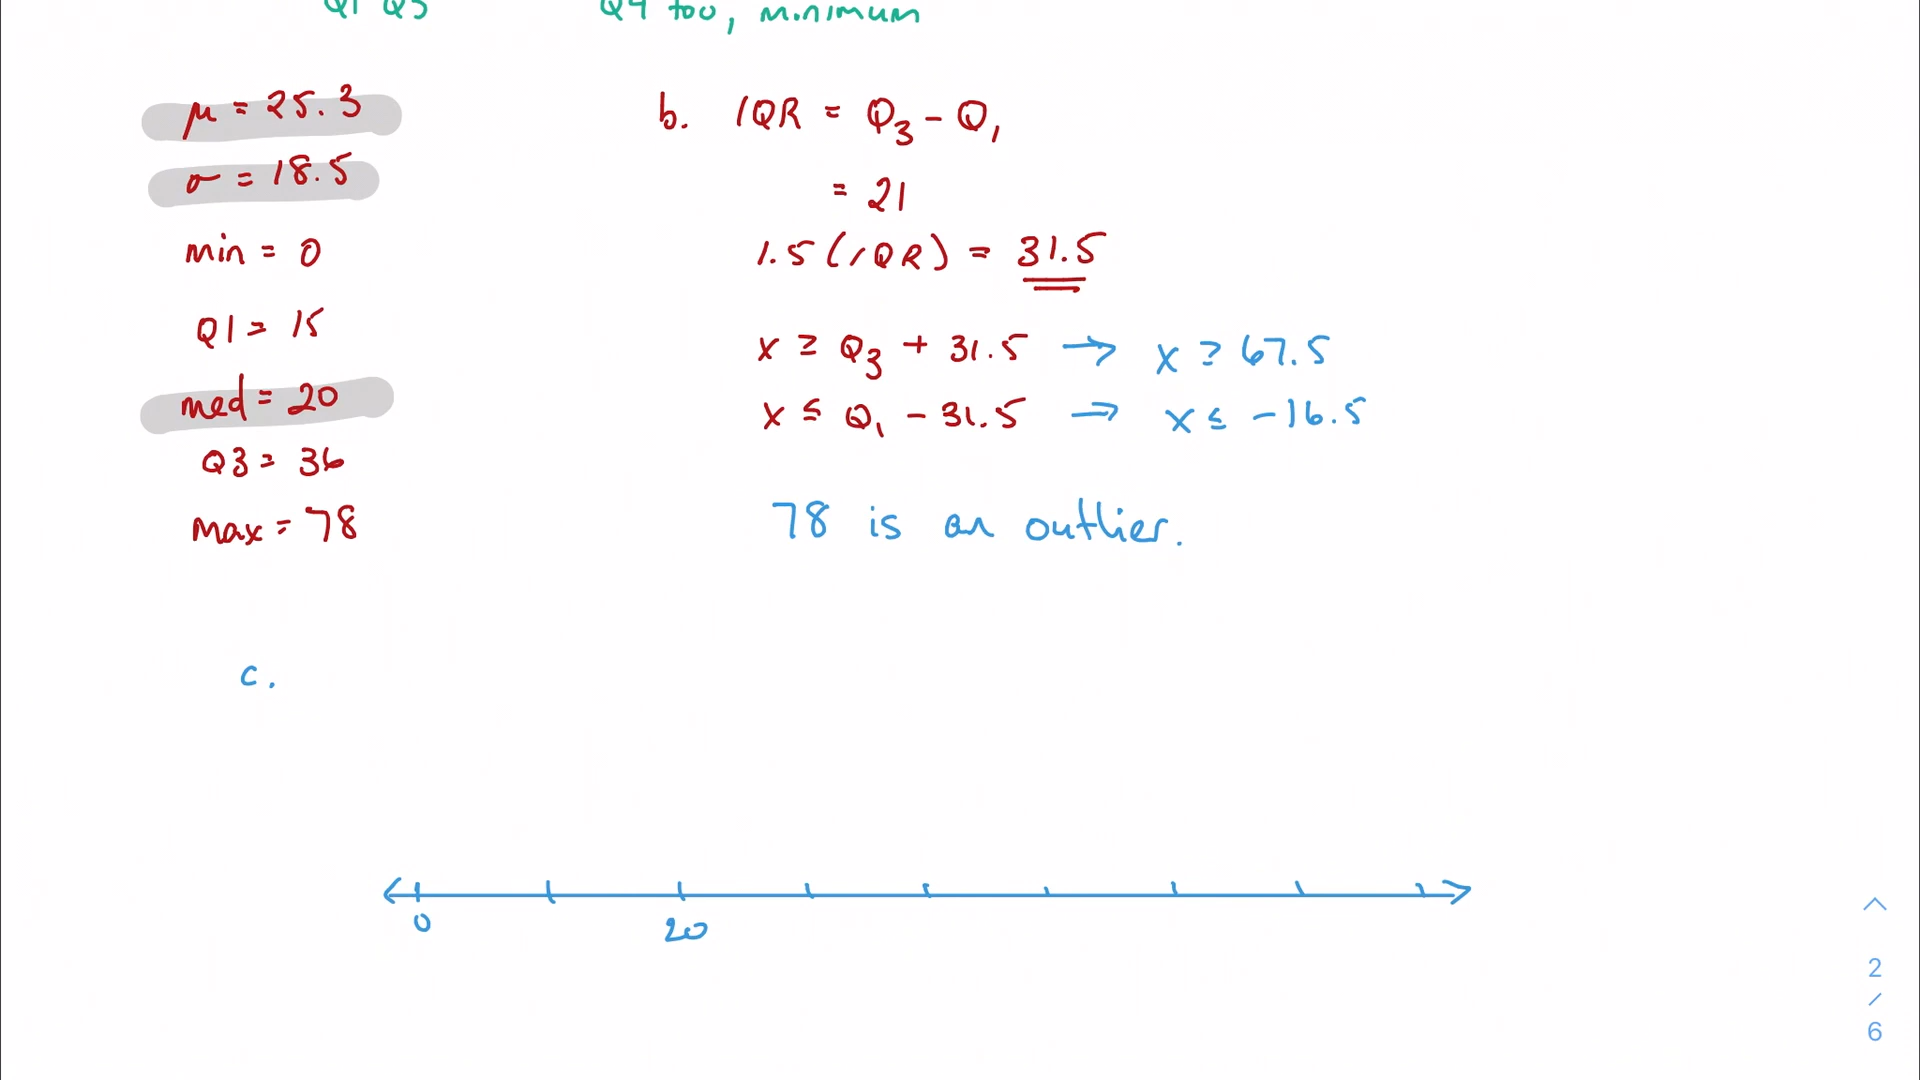 Q1 Q3 Q4 too, minimum
μ = 25.3
σ = 18.5
min = 0
Q1 = 15
med = 20
Q3 = 36
max = 78
b. IQR = Q₃ - Q₁
= 21
1.5(IQR) = 31.5
x ≥ Q₃ + 31.5 → x ≥ 67.5
x ≤ Q₁ - 31.5 → x ≤ -16.5
78 is an outlier.
c.
0 20
2
/
6